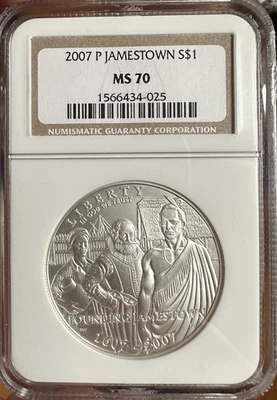 2007 P JAMESTOWN S$1
MS 70
1566434-025
NUMISMATIC GUARANTY CORPORATION
LIBERTY
IN GOD WE TRUST
FOUNDING JAMESTOWN
1607-2007